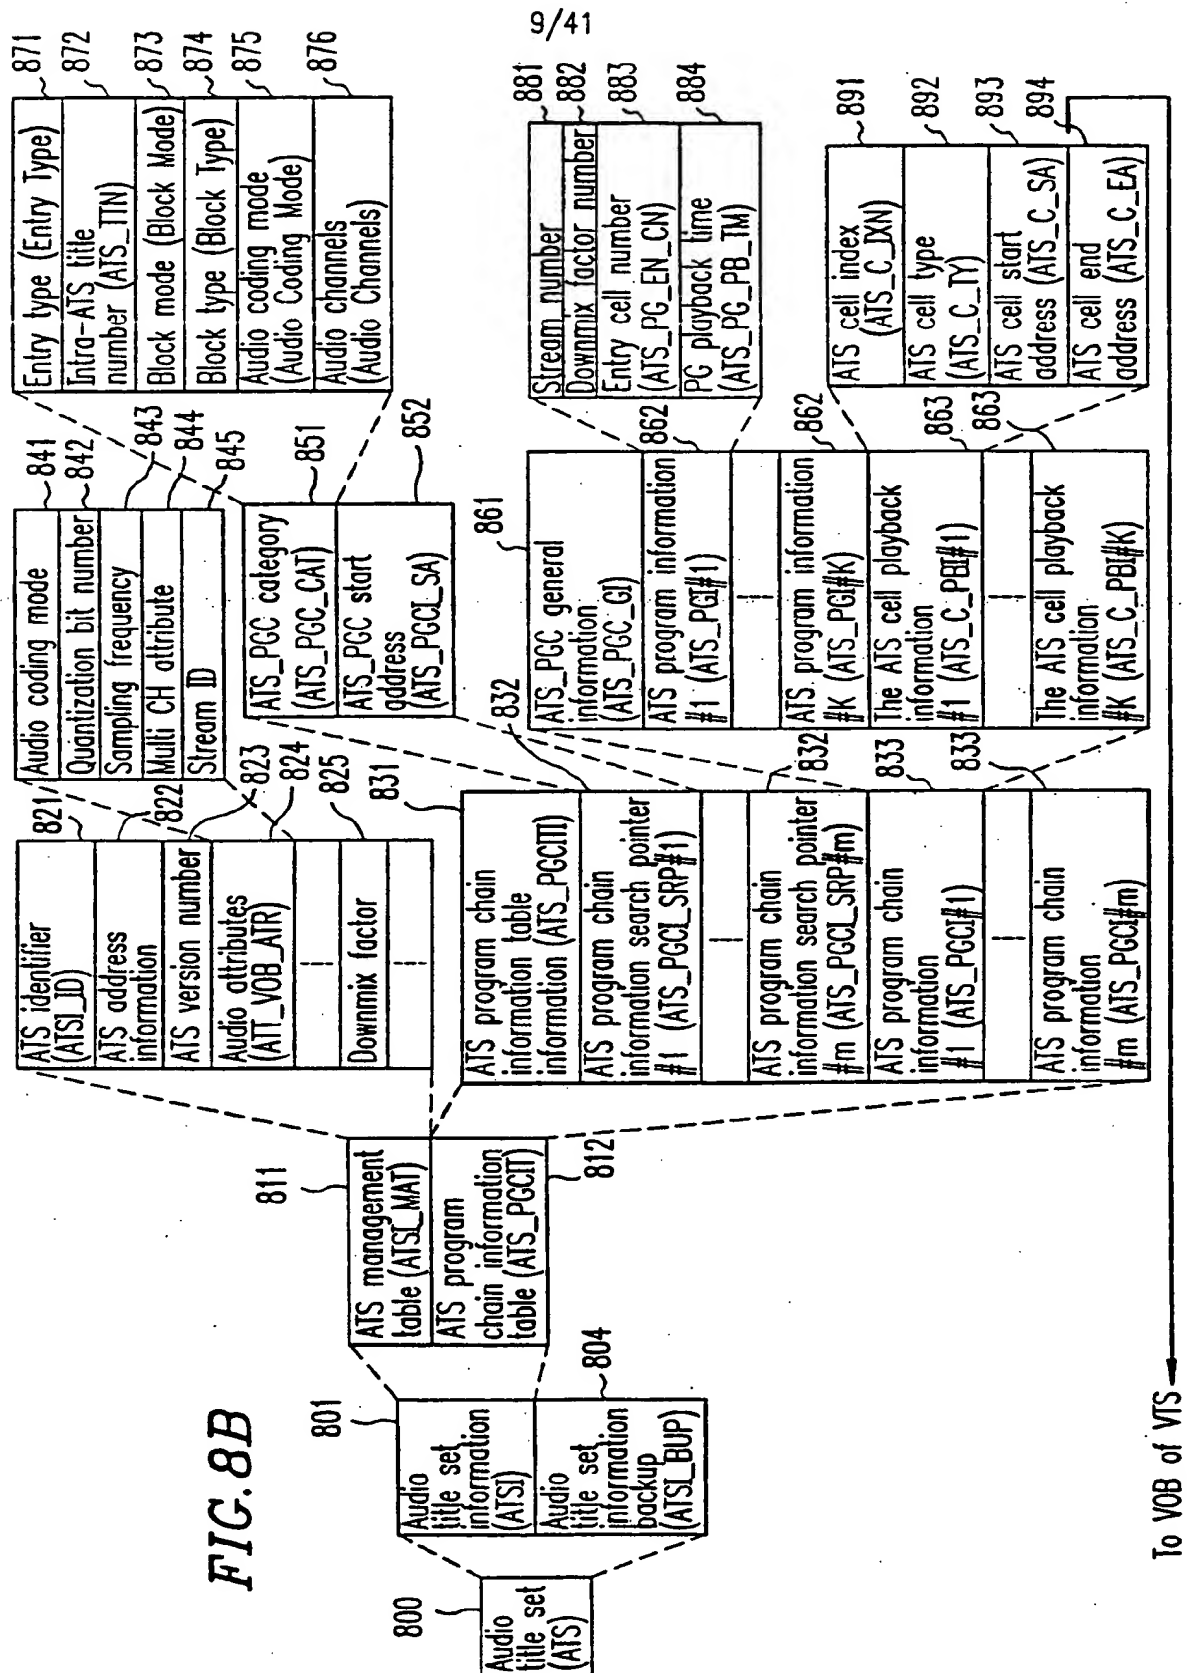 9/41
FIG.8B
800
Audio
title set
(ATS)
801
Audio
title set
information
(ATSI)
804
Audio
title set
information
backup
(ATSI_BUP)
811
ATS management
table (ATSI_MAT)
ATS program
chain information
table (ATS_PGCIT)
812
ATS identifier
(ATSI_ID)
821
ATS address
information
822
ATS version number
823
Audio attributes
(ATT_VOB_ATR)
824
Downmix factor
825
831
ATS program chain
information table
information (ATS_PGCITI)
832
ATS program chain
information search pointer
#1 (ATS_PGCI_SRP#1)
ATS program chain
information search pointer
#m (ATS_PGCI_SRP#m)
832
ATS program chain
information
#1 (ATS_PGCI#1)
833
ATS program chain
information
#m (ATS_PGCI#m)
833
Audio coding mode
841
Quantization bit number
842
Sampling frequency
843
Multi CH attribute
844
Stream ID
845
ATS_PGC category
(ATS_PGC_CAT)
851
ATS_PGC start
address
(ATS_PGCI_SA)
852
861
ATS_PGC general
information
(ATS_PGC_GI)
ATS program information
#1 (ATS_PGI#1)
862
ATS program information
#K (ATS_PGI#K)
862
The ATS cell playback
information
#1 (ATS_C_PBI#1)
863
The ATS cell playback
information
#K (ATS_C_PBI#K)
863
Entry type (Entry Type)
871
Intra-ATS title
number (ATS_TTN)
872
Block mode (Block Mode)
873
Block type (Block Type)
874
Audio coding mode
(Audio Coding Mode)
875
Audio channels
(Audio Channels)
876
Stream number
881
Downmix factor number
882
Entry cell number
(ATS_PG_EN_CN)
883
PG playback time
(ATS_PG_PB_TM)
884
ATS cell index
(ATS_C_IXN)
891
ATS cell type
(ATS_C_TY)
892
ATS cell start
address (ATS_C_SA)
893
ATS cell end
address (ATS_C_EA)
894
To VOB of VTS